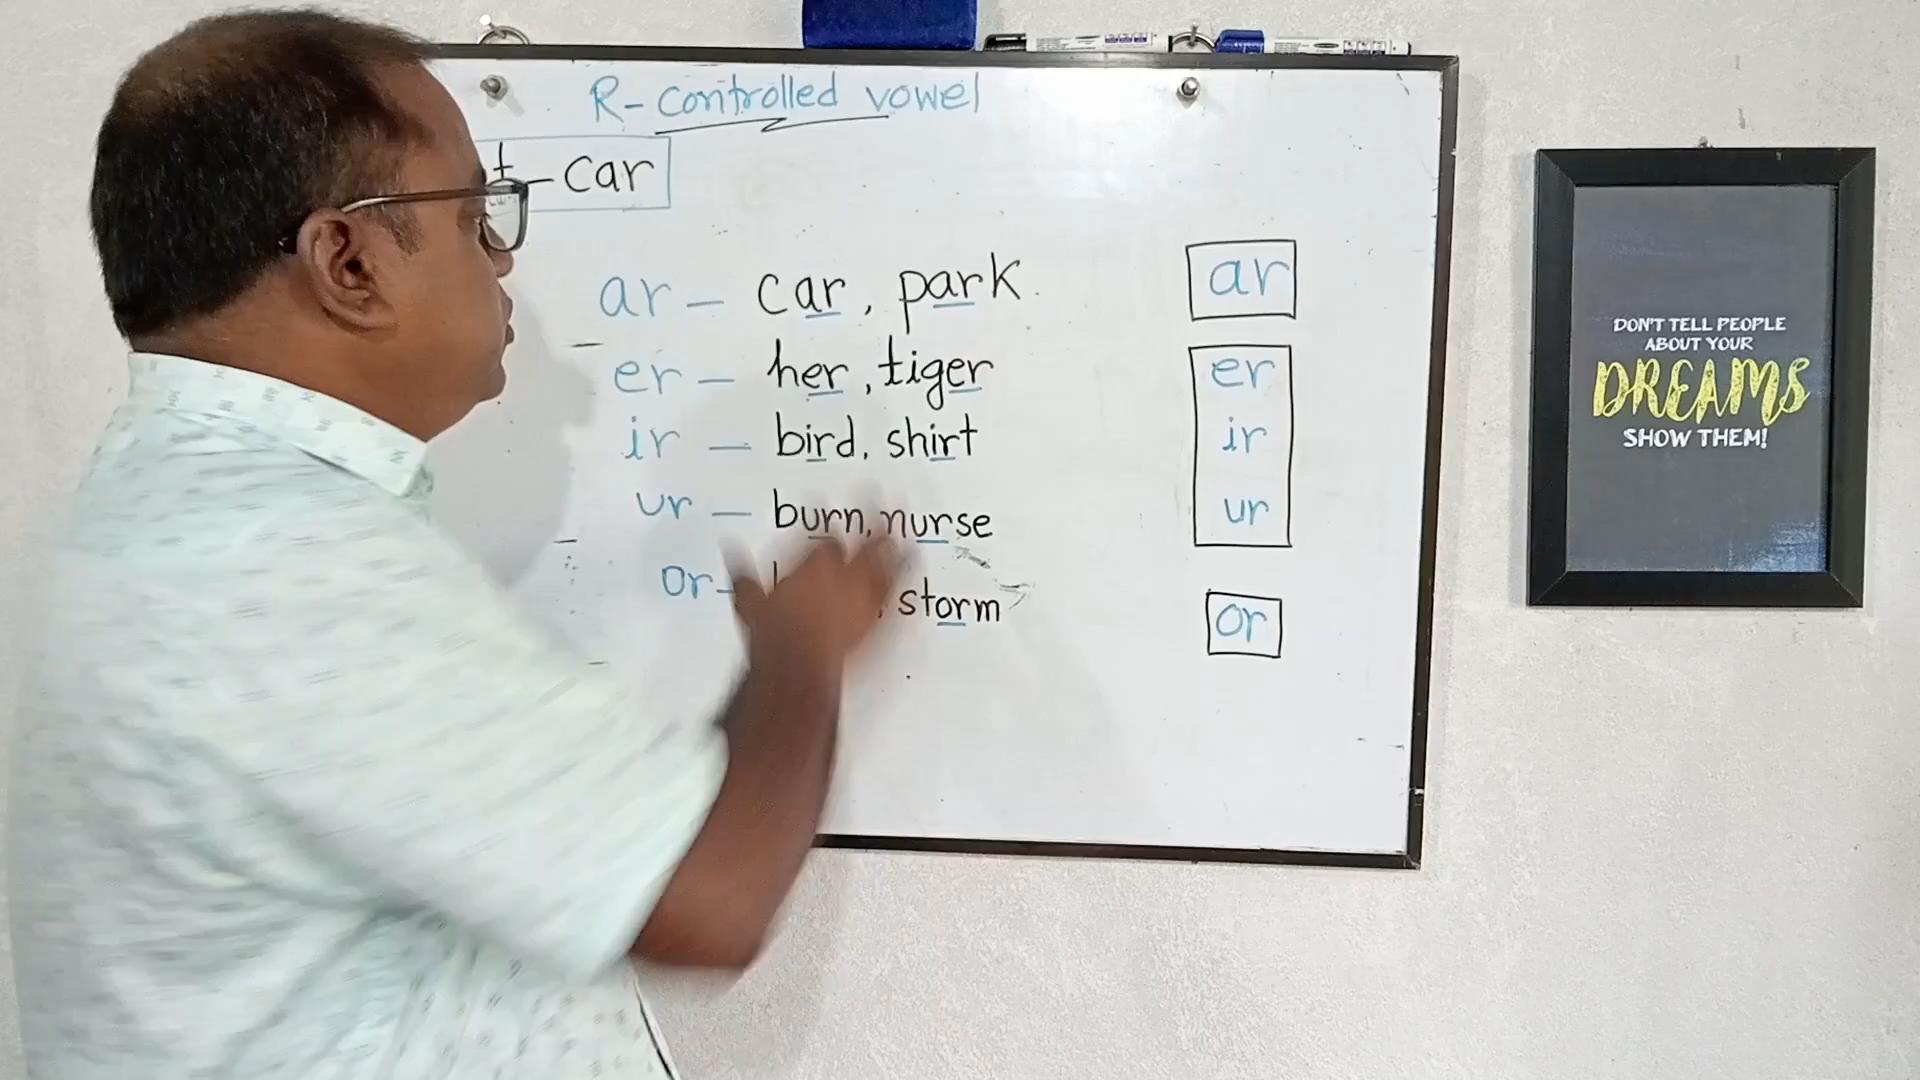 R-controlled vowel
t - car
ar - car, park
er - her, tiger
ir - bird, shirt
ur - burn, nurse
or - , storm
ar
er
ir
ur
or
DON'T TELL PEOPLE
ABOUT YOUR
DREAMS
SHOW THEM!